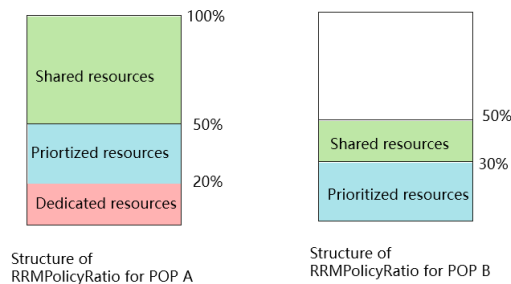 100%
Shared resources
50%
Priortized resources
20%
Dedicated resources
Structure of
RRMPolicyRatio for POP A
50%
Shared resources
30%
Prioritized resources
Structure of
RRMPolicyRatio for POP B